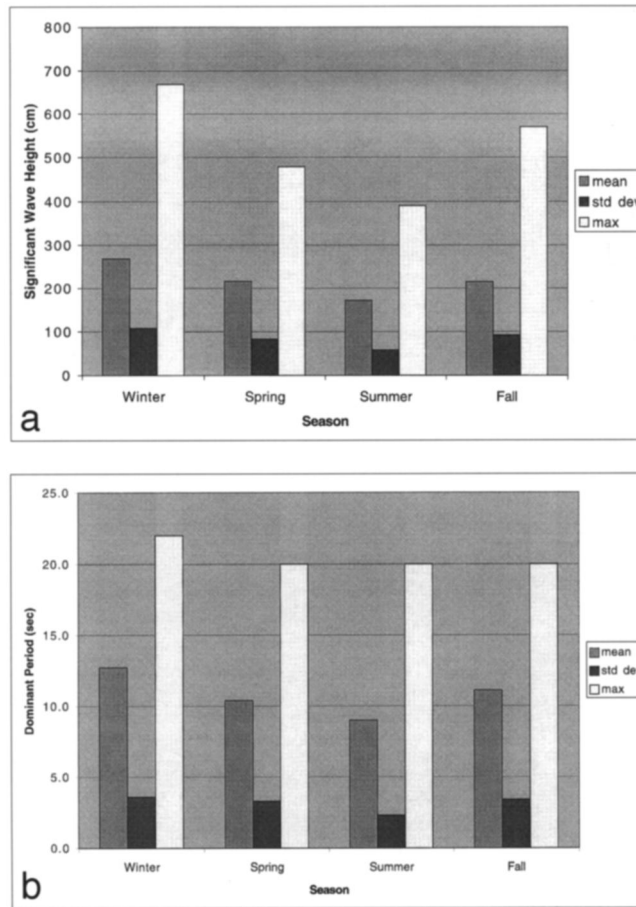 800
700
600
500
400
300
200
100
0
Significant Wave Height (cm)
Winter Spring Summer Fall
Season
mean
std dev
max
a
25.0
20.0
15.0
10.0
5.0
0.0
Dominant Period (sec)
Winter Spring Summer Fall
Season
mean
std de
max
b